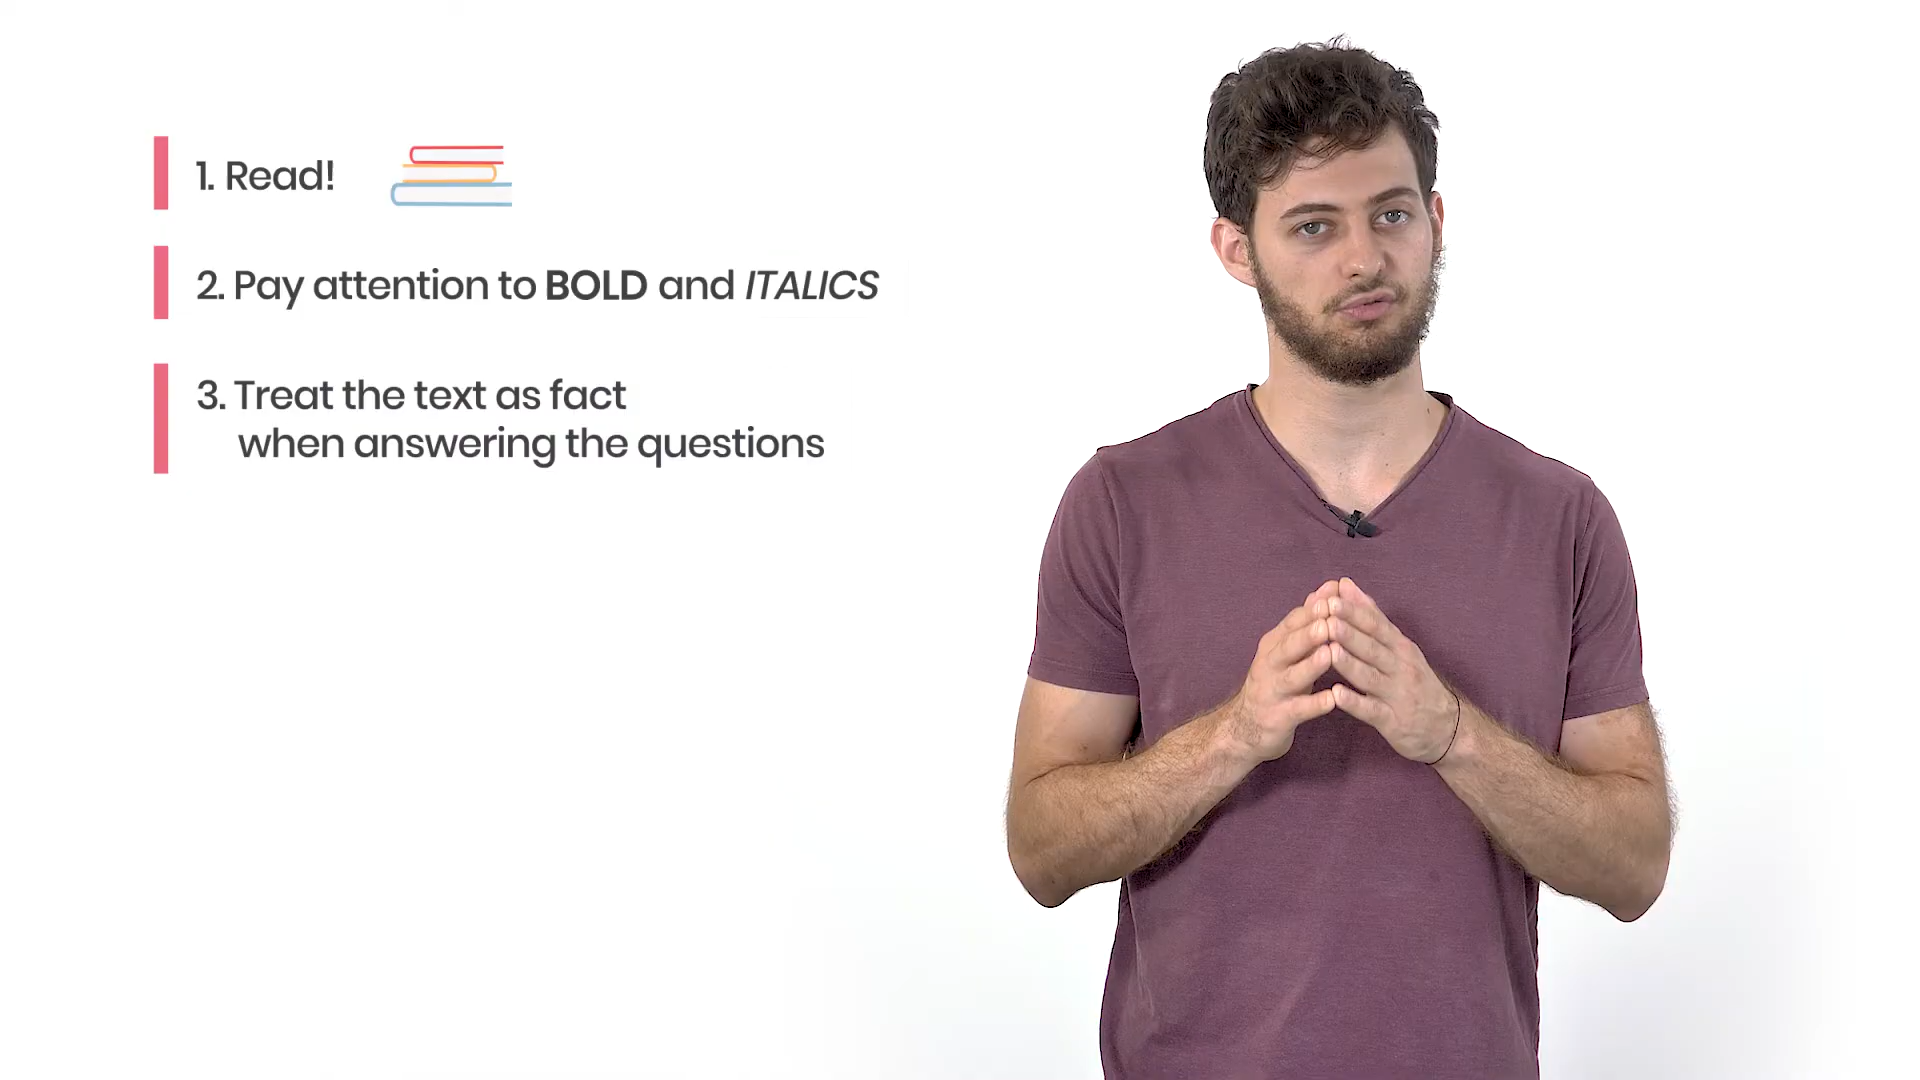 1. Read!
2. Pay attention to BOLD and ITALICS
3. Treat the text as fact
when answering the questions